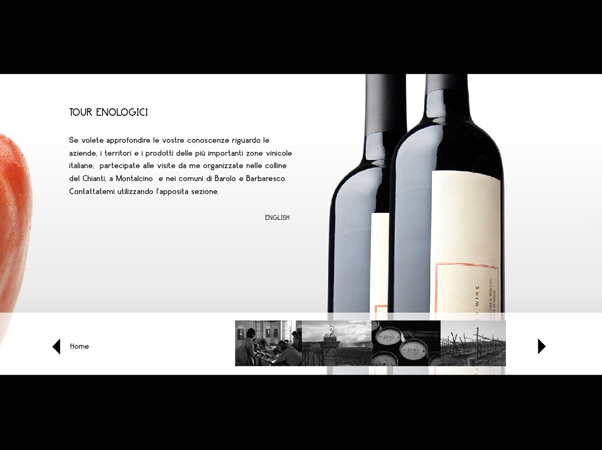 TOUR ENOLOGICI
Se volete approfondire le vostre conoscenze riguardo le
aziende, i territori e i prodotti delle più importanti zone vinicole
italiane, partecipate alle visite da me organizzate nelle colline
del Chianti, a Montalcino e nei comuni di Barolo e Barbaresco.
Contattatemi utilizzando l'apposita sezione.
ENGLISH
WINE
Home